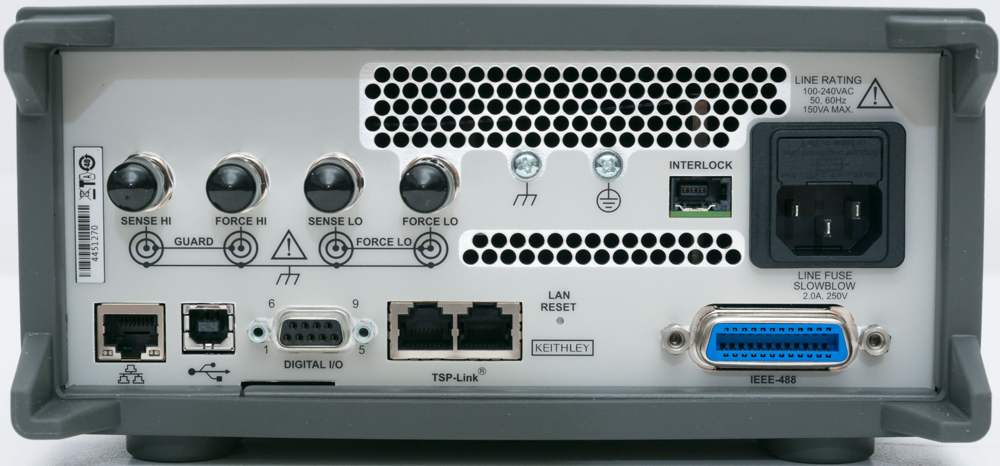 LINE RATING
100-240VAC
50, 60Hz
150VA MAX.
INTERLOCK
SENSE HI
FORCE HI
SENSE LO
FORCE LO
GUARD
FORCE LO
40
4451270
LINE FUSE
SLOWBLOW
2.0A, 250V
LAN
RESET
6
9
1
5
DIGITAL I/O
TSP-Link®
KEITHLEY
IEEE-488